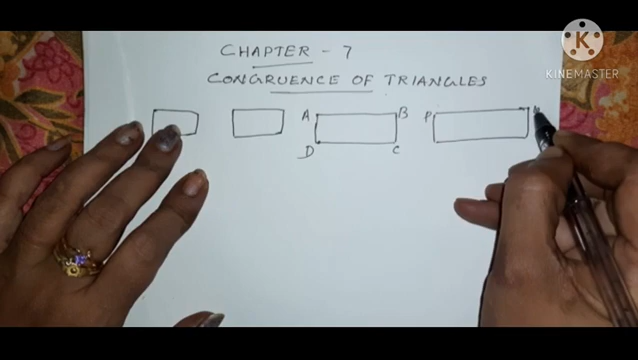 CHAPTER - 7
CONGRUENCE OF TRIANGLES
A B P
D C
K
KINEMASTER